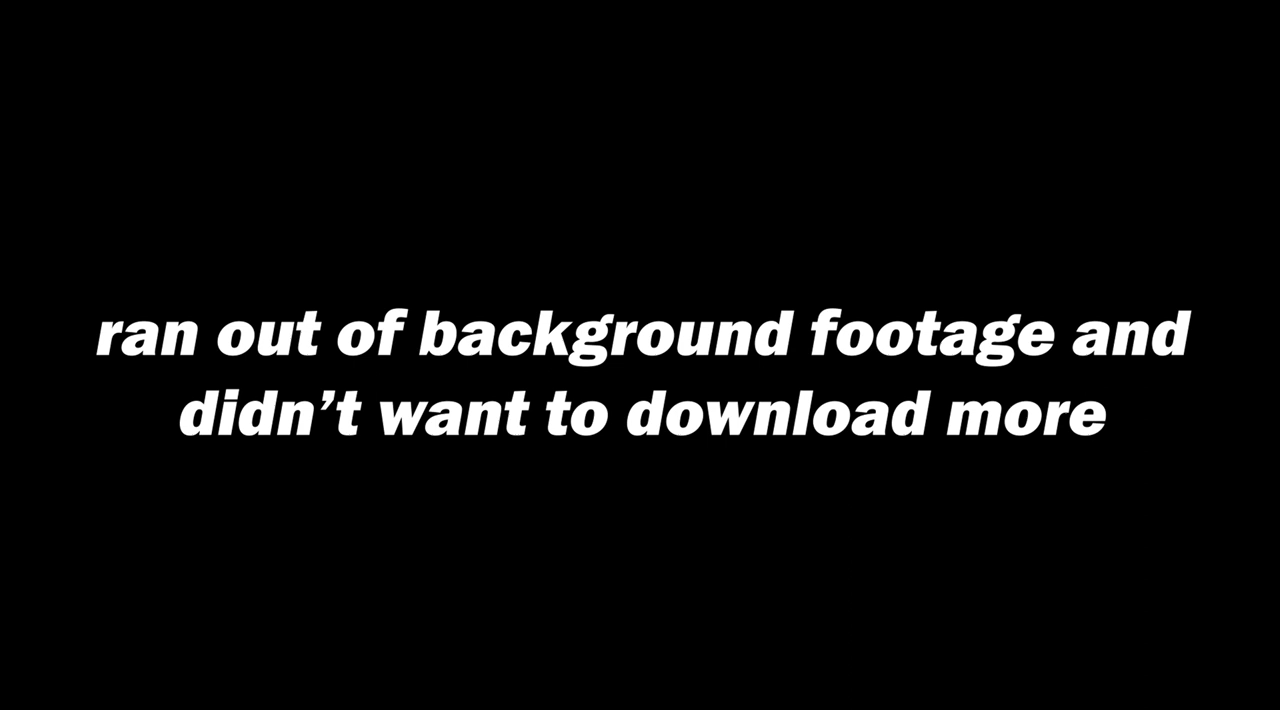 ran out of background footage and
didn’t want to download more